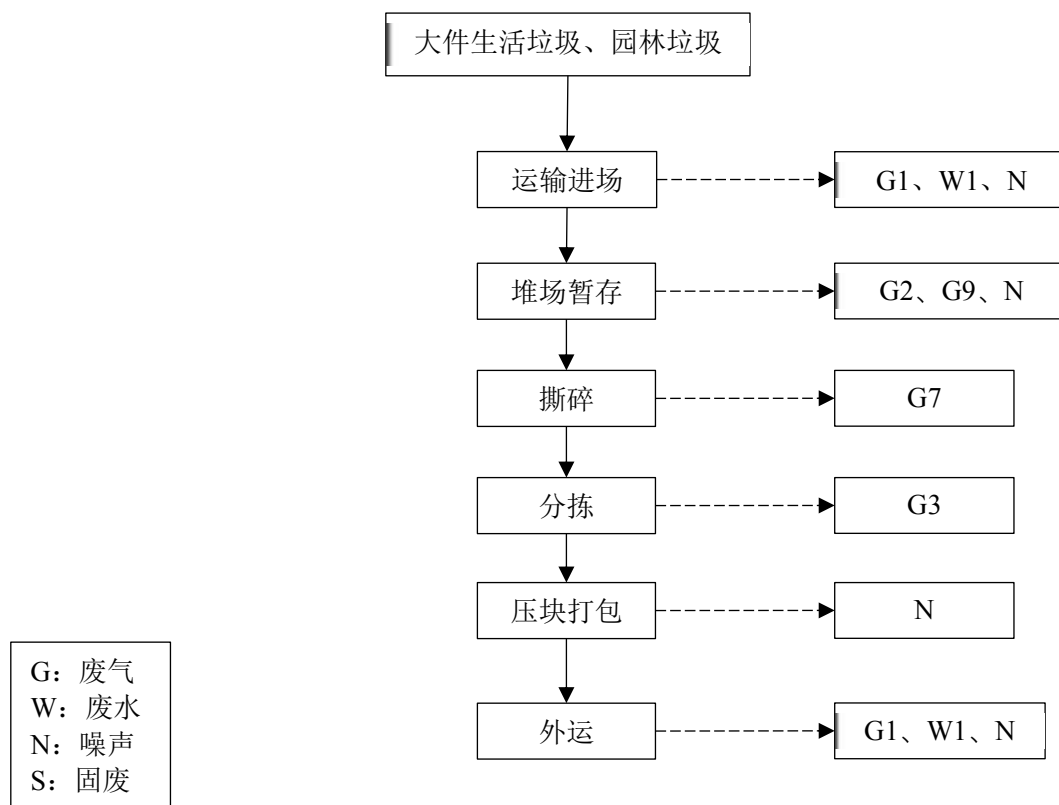 大件生活垃圾、园林垃圾
运输进场
G1、W1、N
堆场暂存
G2、G9、N
撕碎
G7
分拣
G3
压块打包
N
外运
G1、W1、N
G：废气
W：废水
N：噪声
S：固废